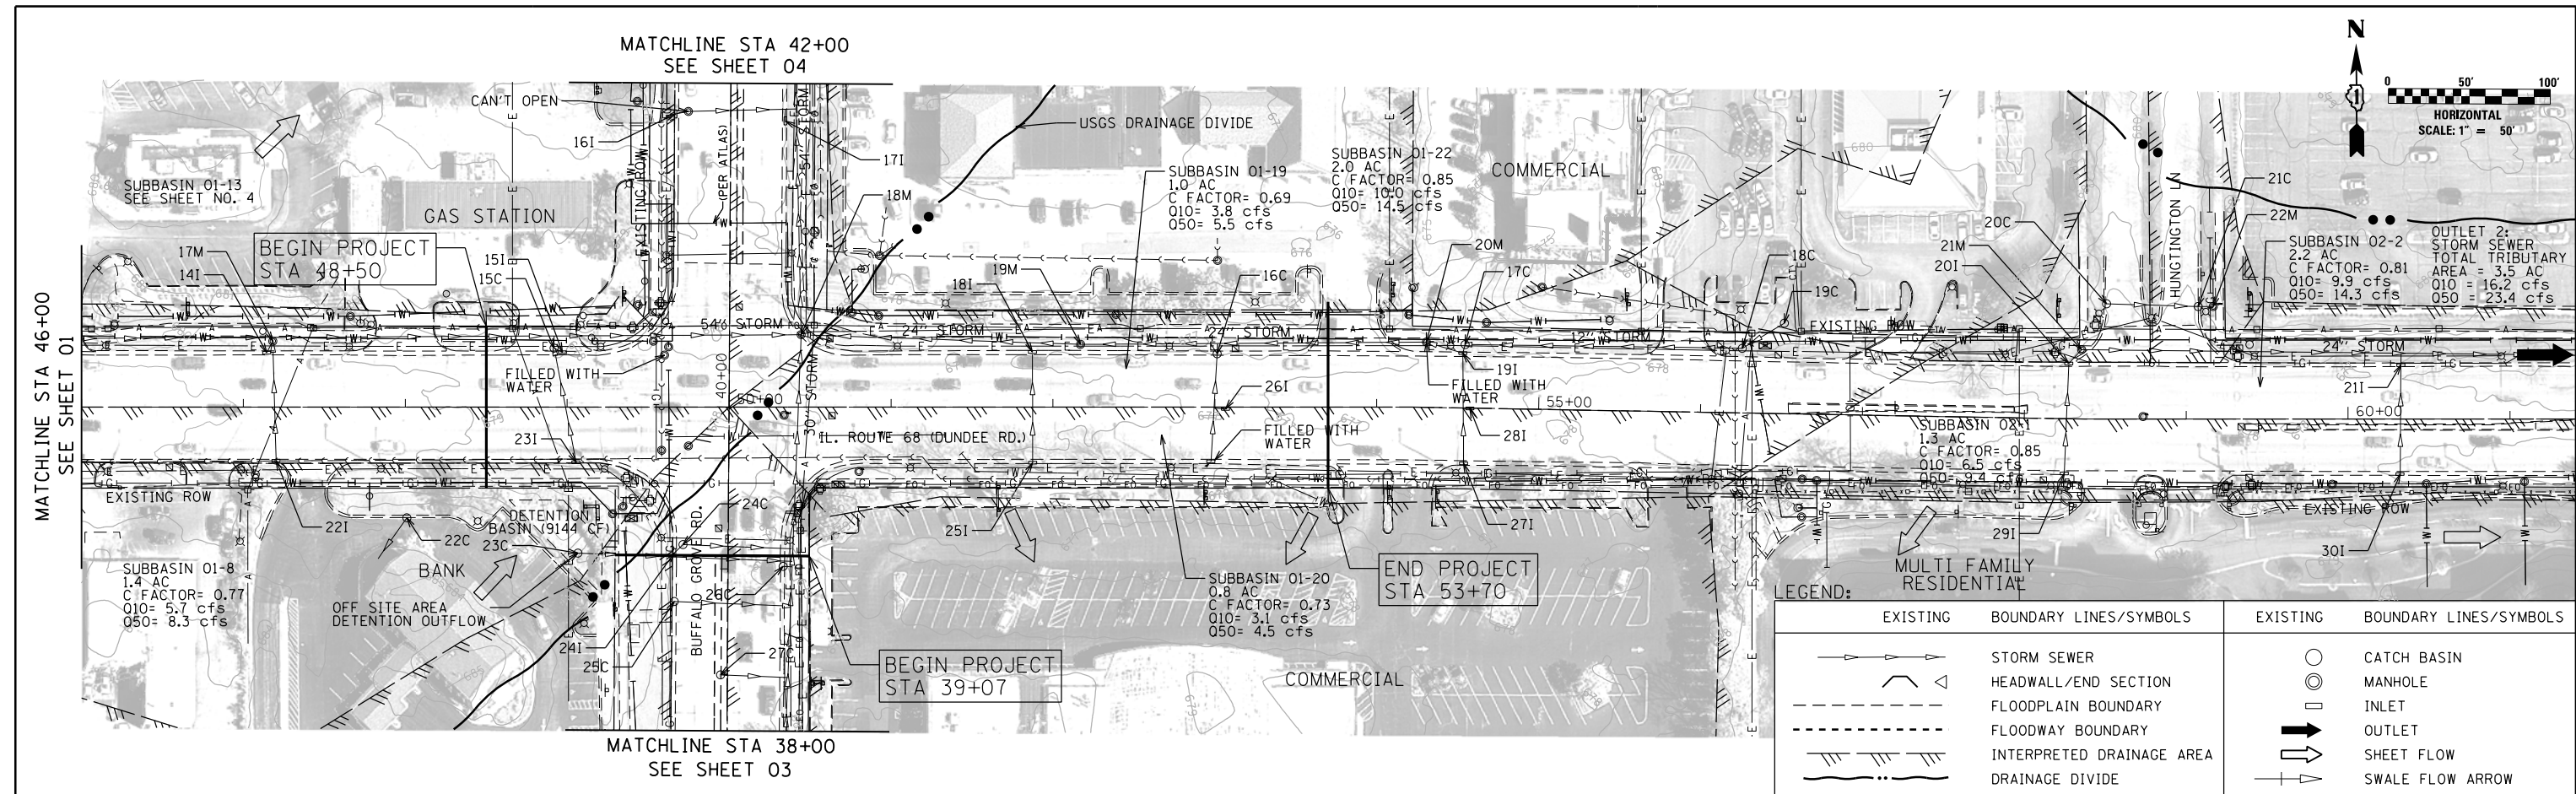 MATCHLINE STA 42+00
SEE SHEET 04
N
0 50' 100'
HORIZONTAL
SCALE: 1" = 50'
CAN'T OPEN
16I
EXISTING ROW
(PER ATLAS)
54" STORM
17I
18M
USGS DRAINAGE DIVIDE
SUBBASIN 01-13
SEE SHEET NO. 4
GAS STATION
BEGIN PROJECT
STA 48+50
17M
14I
15I
15C
SUBBASIN 01-19
1.0 AC
C FACTOR= 0.69
Q10= 3.8 cfs
Q50= 5.5 cfs
SUBBASIN 01-22
2.0 AC
C FACTOR= 0.85
Q10= 10.0 cfs
Q50= 14.5 cfs
COMMERCIAL
680
676
19M
18I
16C
20M
17C
18C
19C
20C
21M
20I
HUNGTINGTON LN
21C
22M
SUBBASIN 02-2
2.2 AC
C FACTOR= 0.81
Q10= 9.9 cfs
Q50= 14.3 cfs
OUTLET 2:
STORM SEWER
TOTAL TRIBUTARY
AREA = 3.5 AC
Q10 = 16.2 cfs
Q50 = 23.4 cfs
MATCHLINE STA 46+00
SEE SHEET 01
54" STORM
24" STORM
24" STORM
12" STORM
EXISTING ROW
24" STORM
FILLED WITH
WATER
40+00
50+00
30" STORM
26I
19I
FILLED WITH
WATER
55+00
21I
60+00
23I
IL. ROUTE 68 (DUNDEE RD.)
FILLED WITH
WATER
28I
SUBBASIN 02-1
1.3 AC
C FACTOR= 0.85
Q10= 6.5 cfs
Q50= 9.4 cfs
EXISTING ROW
22I
22C
DETENTION
BASIN (9144 CF)
23C
BANK
24C
25I
27I
29I
EXISTING ROW
30I
SUBBASIN 01-8
1.4 AC
C FACTOR= 0.77
Q10= 5.7 cfs
Q50= 8.3 cfs
OFF SITE AREA
DETENTION OUTFLOW
BUFFALO GROVE RD.
26C
24I
25C
27C
BEGIN PROJECT
STA 39+07
SUBBASIN 01-20
0.8 AC
C FACTOR= 0.73
Q10= 3.1 cfs
Q50= 4.5 cfs
END PROJECT
STA 53+70
COMMERCIAL
MULTI FAMILY
RESIDENTIAL
MATCHLINE STA 38+00
SEE SHEET 03
LEGEND:
EXISTING BOUNDARY LINES/SYMBOLS EXISTING BOUNDARY LINES/SYMBOLS
STORM SEWER CATCH BASIN
HEADWALL/END SECTION MANHOLE
FLOODPLAIN BOUNDARY INLET
FLOODWAY BOUNDARY OUTLET
INTERPRETED DRAINAGE AREA SHEET FLOW
DRAINAGE DIVIDE SWALE FLOW ARROW